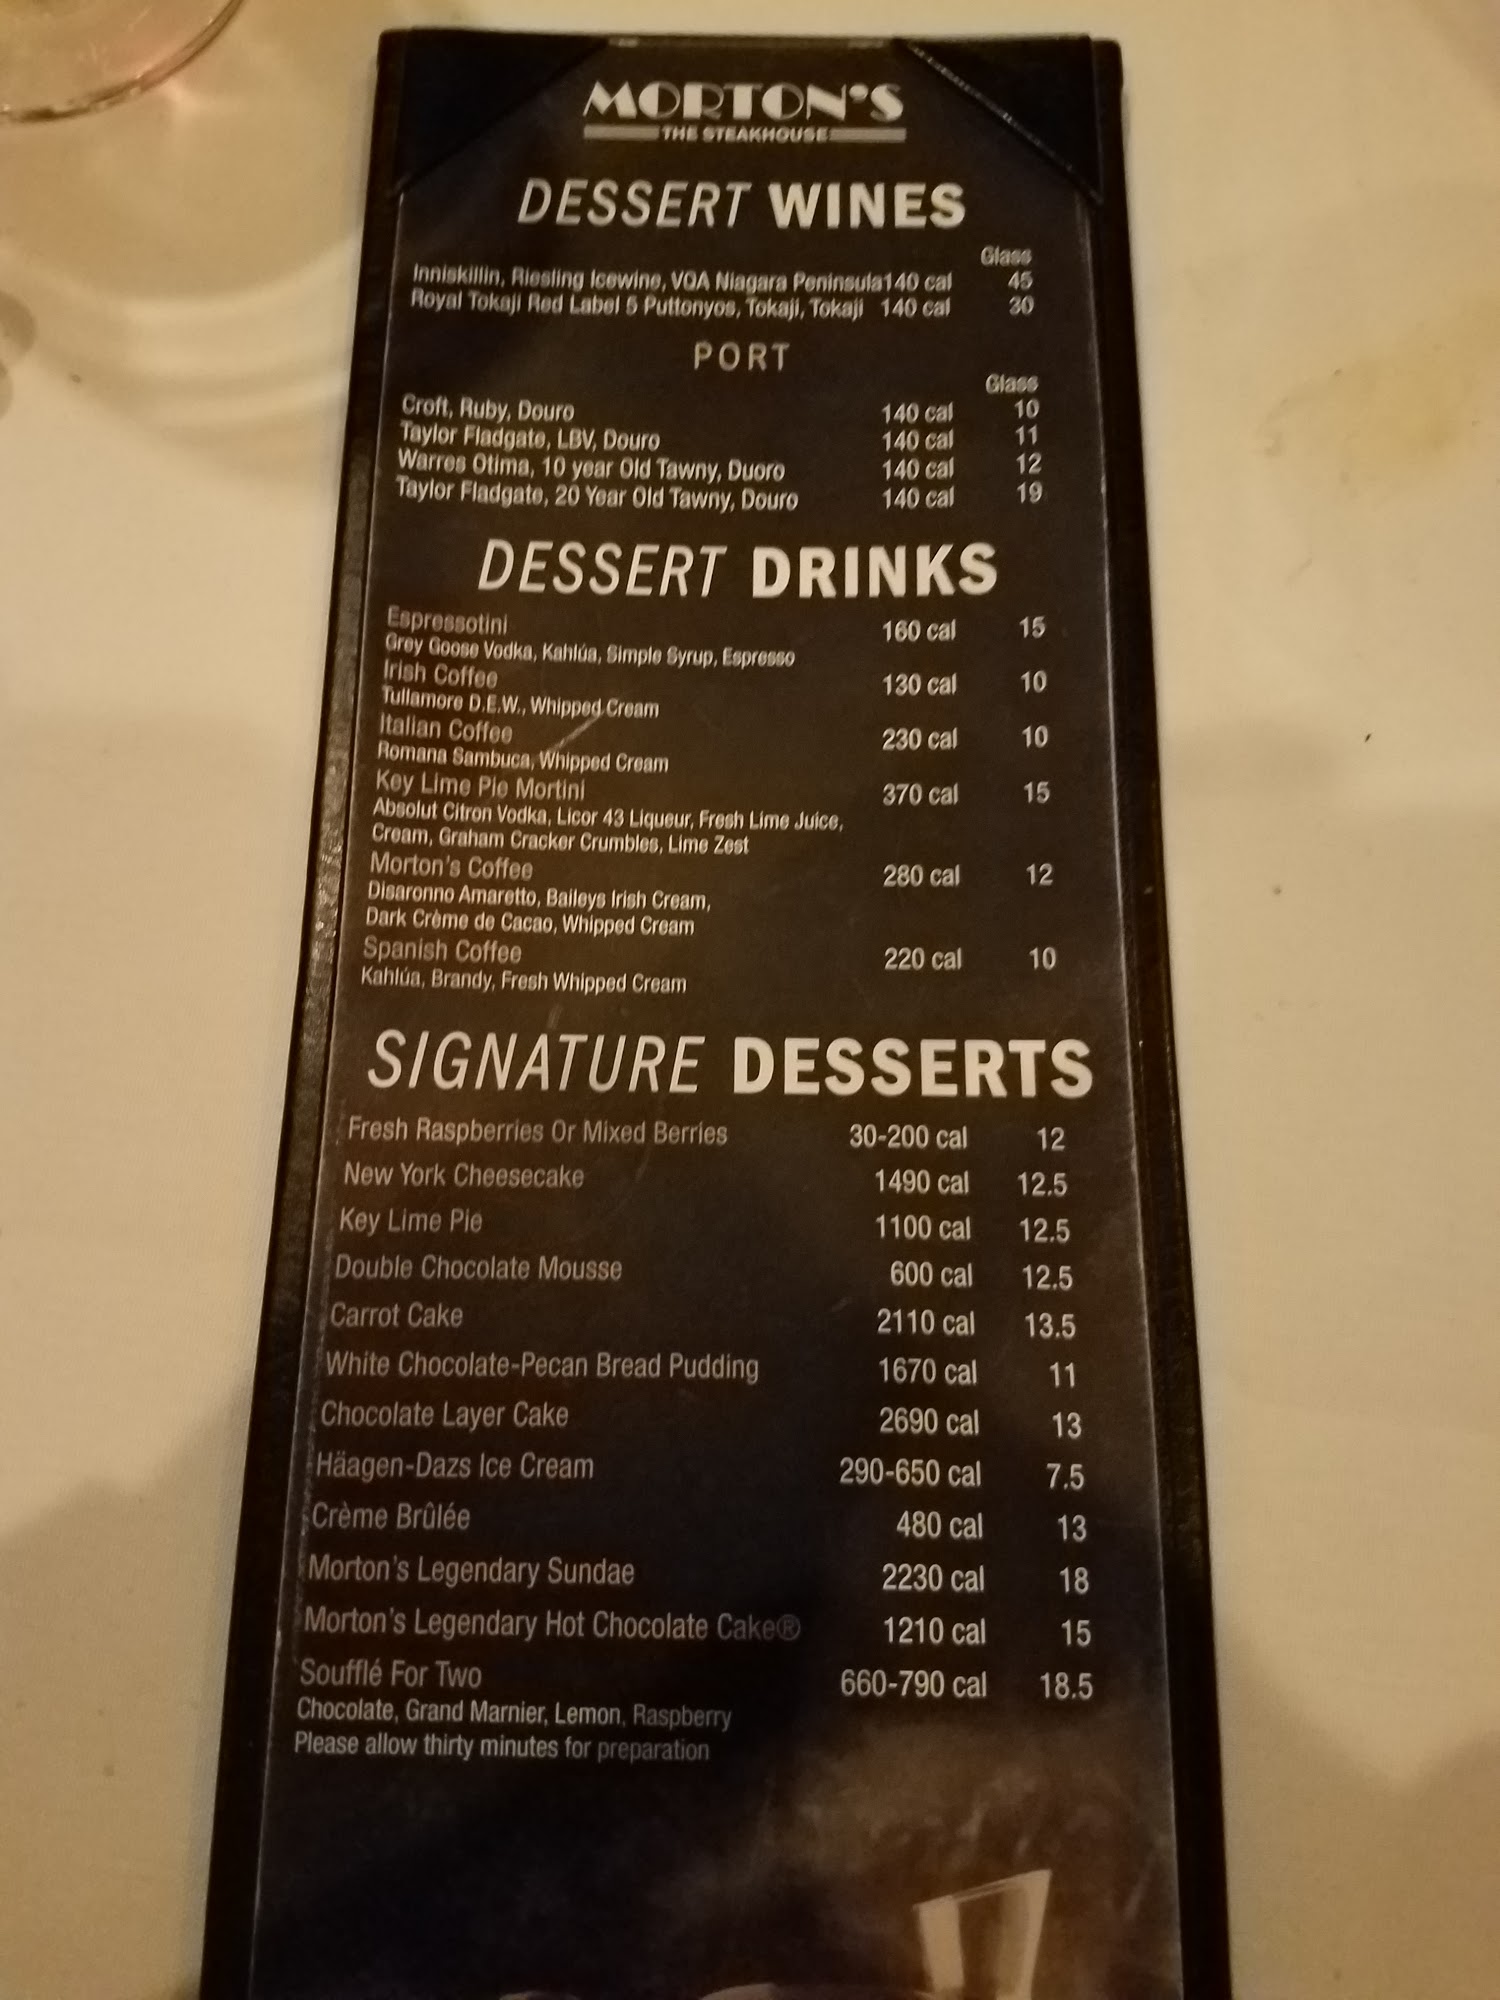 MORTON'S
THE STEAKHOUSE
DESSERT WINES
Glass
Inniskillin, Riesling Icewine, VQA Niagara Peninsula 140 cal 45
Royal Tokaji Red Label 5 Puttonyos, Tokaji, Tokaji 140 cal 30
PORT
Glass
Croft, Ruby, Douro 140 cal 10
Taylor Fladgate, LBV, Douro 140 cal 11
Warres Otima, 10 year Old Tawny, Duoro 140 cal 12
Taylor Fladgate, 20 Year Old Tawny, Douro 140 cal 19
DESSERT DRINKS
Espressotini 160 cal 15
Grey Goose Vodka, Kahlúa, Simple Syrup, Espresso
Irish Coffee 130 cal 10
Tullamore D.E.W., Whipped Cream
Italian Coffee 230 cal 10
Romana Sambuca, Whipped Cream
Key Lime Pie Mortini 370 cal 15
Absolut Citron Vodka, Licor 43 Liqueur, Fresh Lime Juice,
Cream, Graham Cracker Crumbles, Lime Zest
Morton's Coffee 280 cal 12
Disaronno Amaretto, Baileys Irish Cream,
Dark Crème de Cacao, Whipped Cream
Spanish Coffee 220 cal 10
Kahlúa, Brandy, Fresh Whipped Cream
SIGNATURE DESSERTS
Fresh Raspberries Or Mixed Berries 30-200 cal 12
New York Cheesecake 1490 cal 12.5
Key Lime Pie 1100 cal 12.5
Double Chocolate Mousse 600 cal 12.5
Carrot Cake 2110 cal 13.5
White Chocolate-Pecan Bread Pudding 1670 cal 11
Chocolate Layer Cake 2690 cal 13
Häagen-Dazs Ice Cream 290-650 cal 7.5
Crème Brûlée 480 cal 13
Morton's Legendary Sundae 2230 cal 18
Morton's Legendary Hot Chocolate Cake® 1210 cal 15
Soufflé For Two 660-790 cal 18.5
Chocolate, Grand Marnier, Lemon, Raspberry
Please allow thirty minutes for preparation